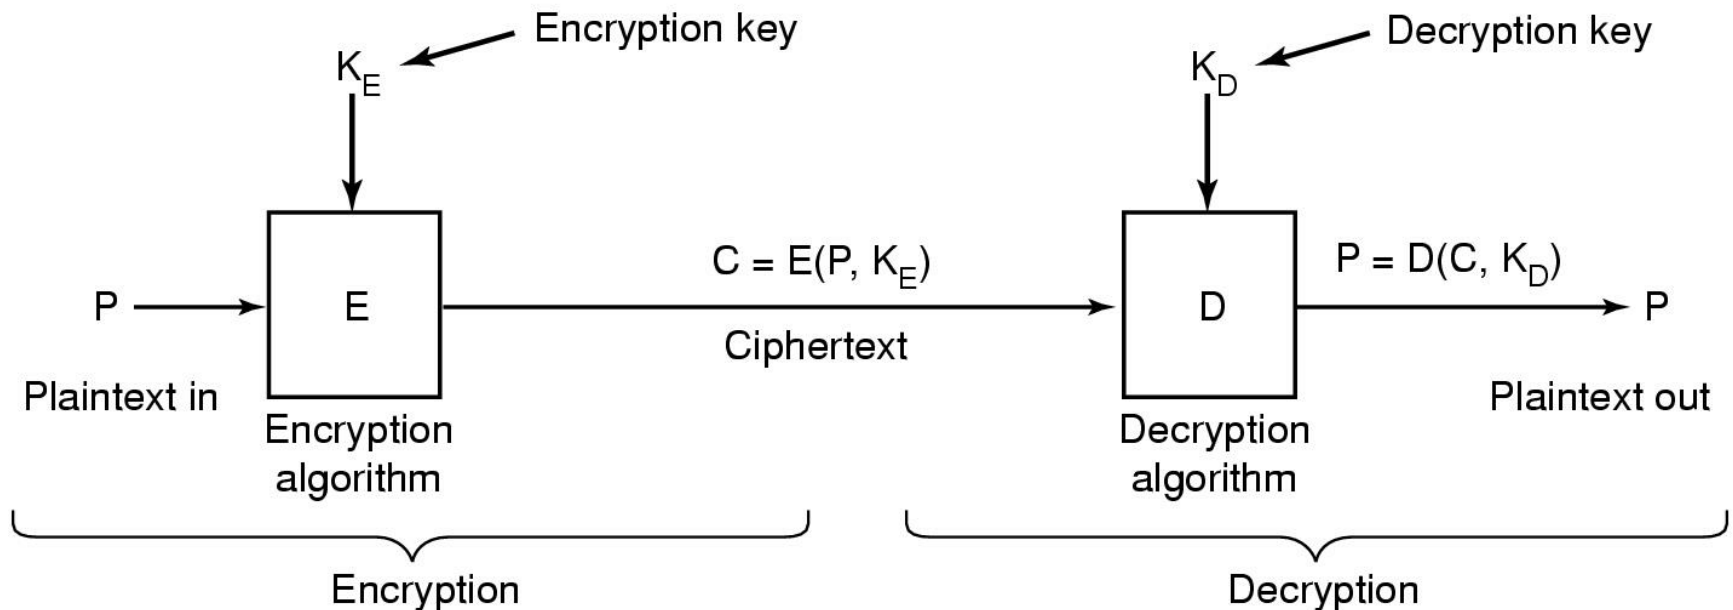 Encryption key
Decryption key
K_E
K_D
C = E(P, K_E)
P = D(C, K_D)
P
E
D
P
Ciphertext
Plaintext in
Plaintext out
Encryption
algorithm
Decryption
algorithm
Encryption
Decryption